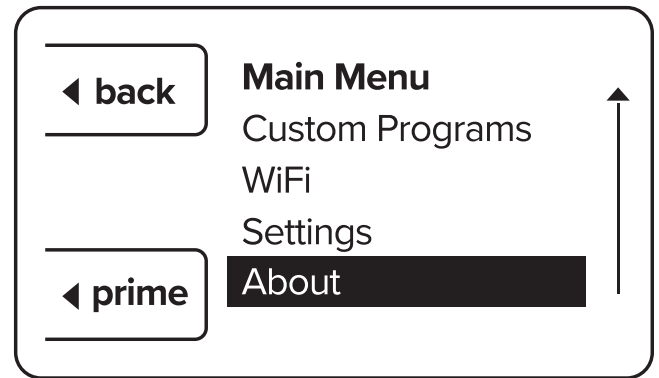 back
prime
Main Menu
Custom Programs
WiFi
Settings
About